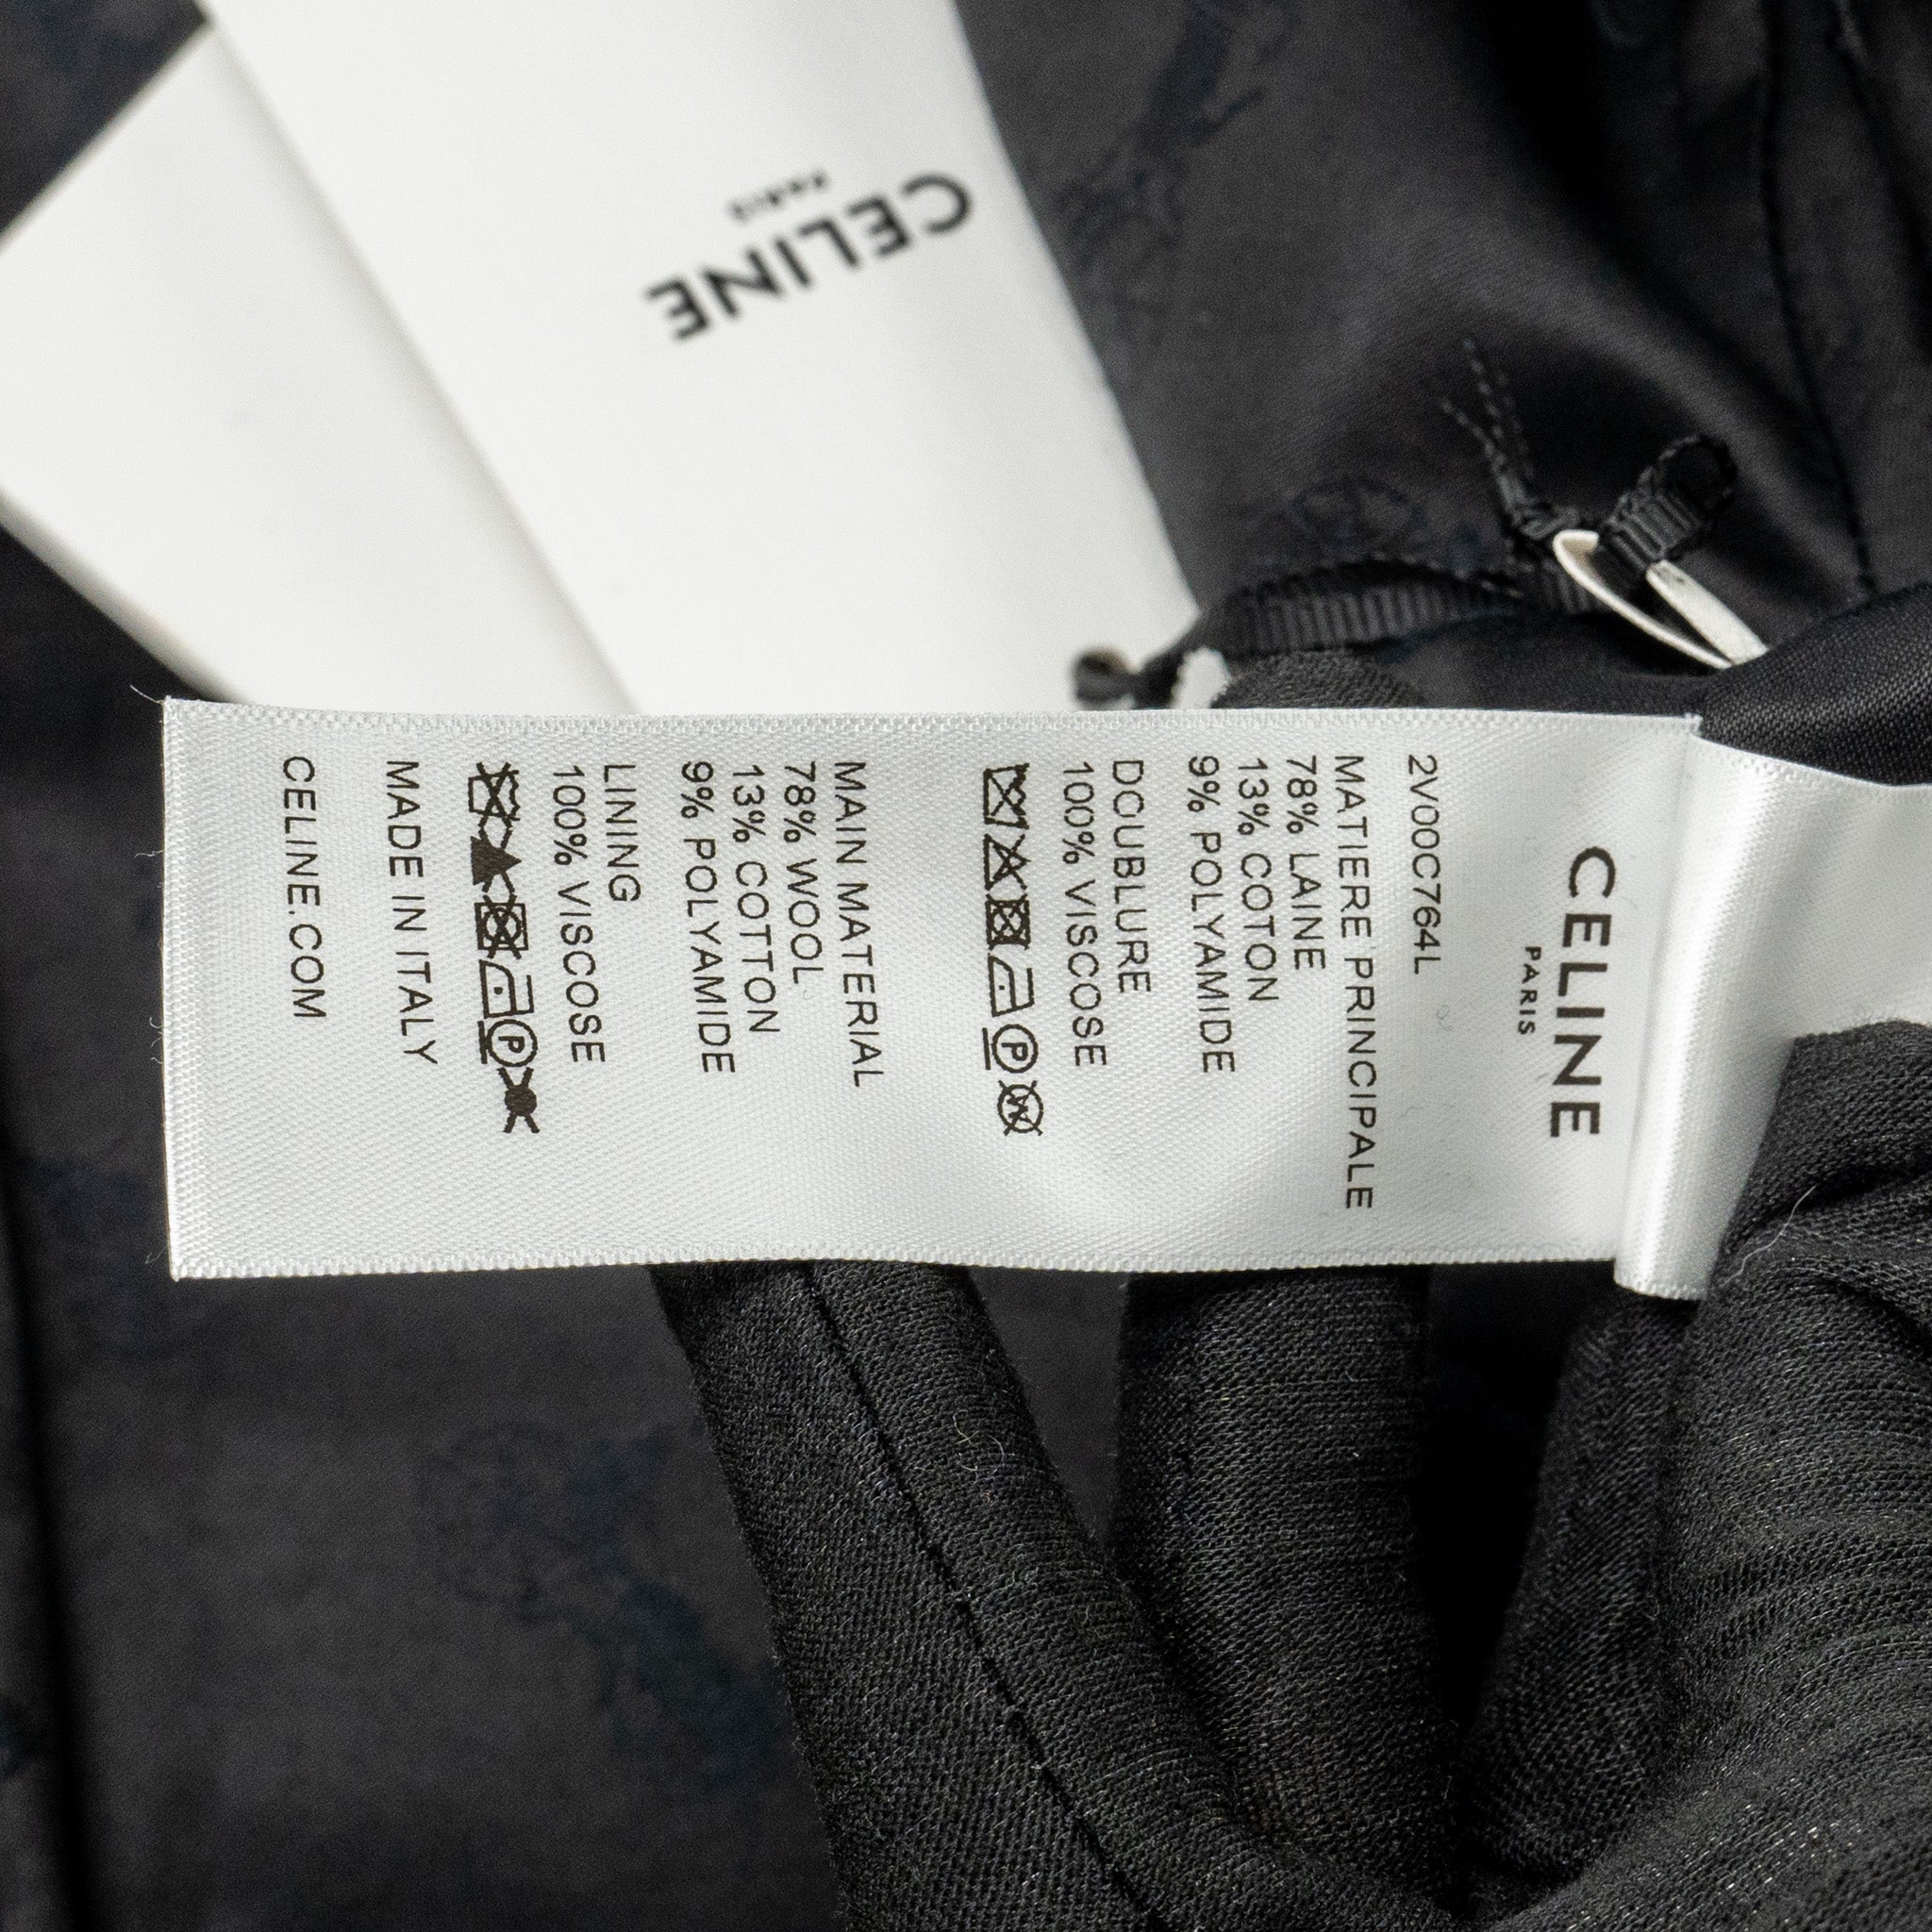 CELINE
PARIS
CELINE
PARIS
2V00C764L
MATIERE PRINCIPALE
78% LAINE
13% COTON
9% POLYAMIDE
DOUBLURE
100% VISCOSE
P W
MAIN MATERIAL
78% WOOL
13% COTTON
9% POLYAMIDE
LINING
100% VISCOSE
P
MADE IN ITALY
CELINE.COM